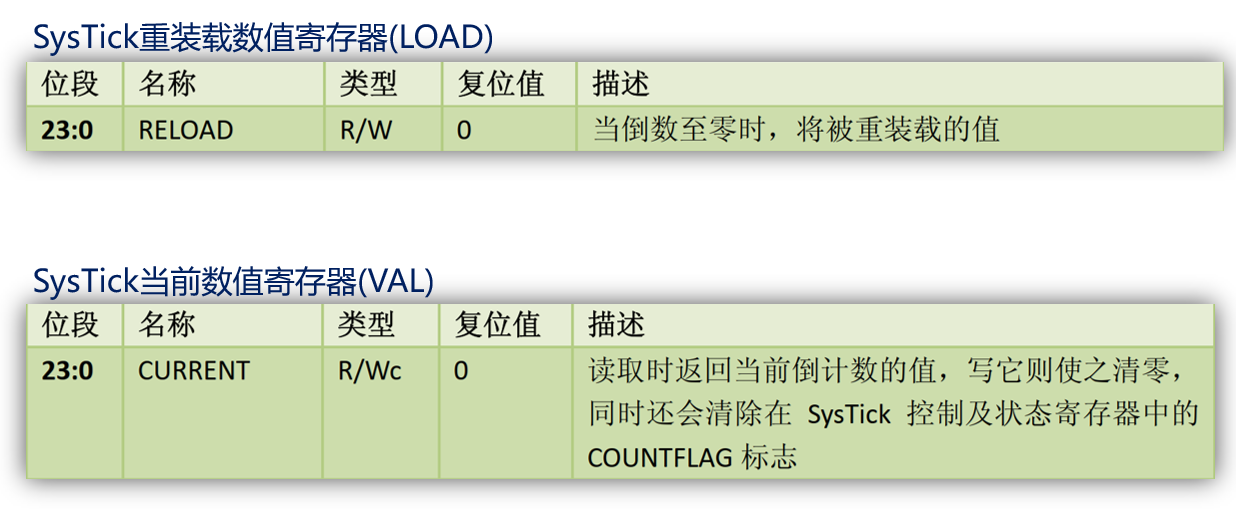 SysTick重装载数值寄存器(LOAD)
位段 名称 类型 复位值 描述
23:0 RELOAD R/W 0 当倒数至零时，将被重装载的值
SysTick当前数值寄存器(VAL)
位段 名称 类型 复位值 描述
23:0 CURRENT R/Wc 0 读取时返回当前倒计数的值，写它则使之清零，
同时还会清除在 SysTick 控制及状态寄存器中的
COUNTFLAG 标志